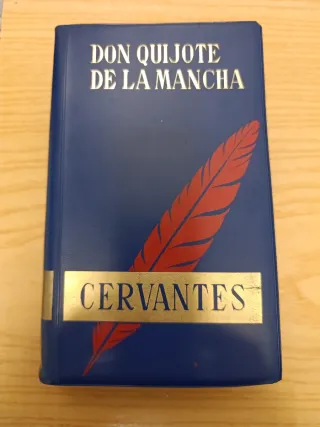 DON QUIJOTE
DE LA MANCHA
CERVANTES